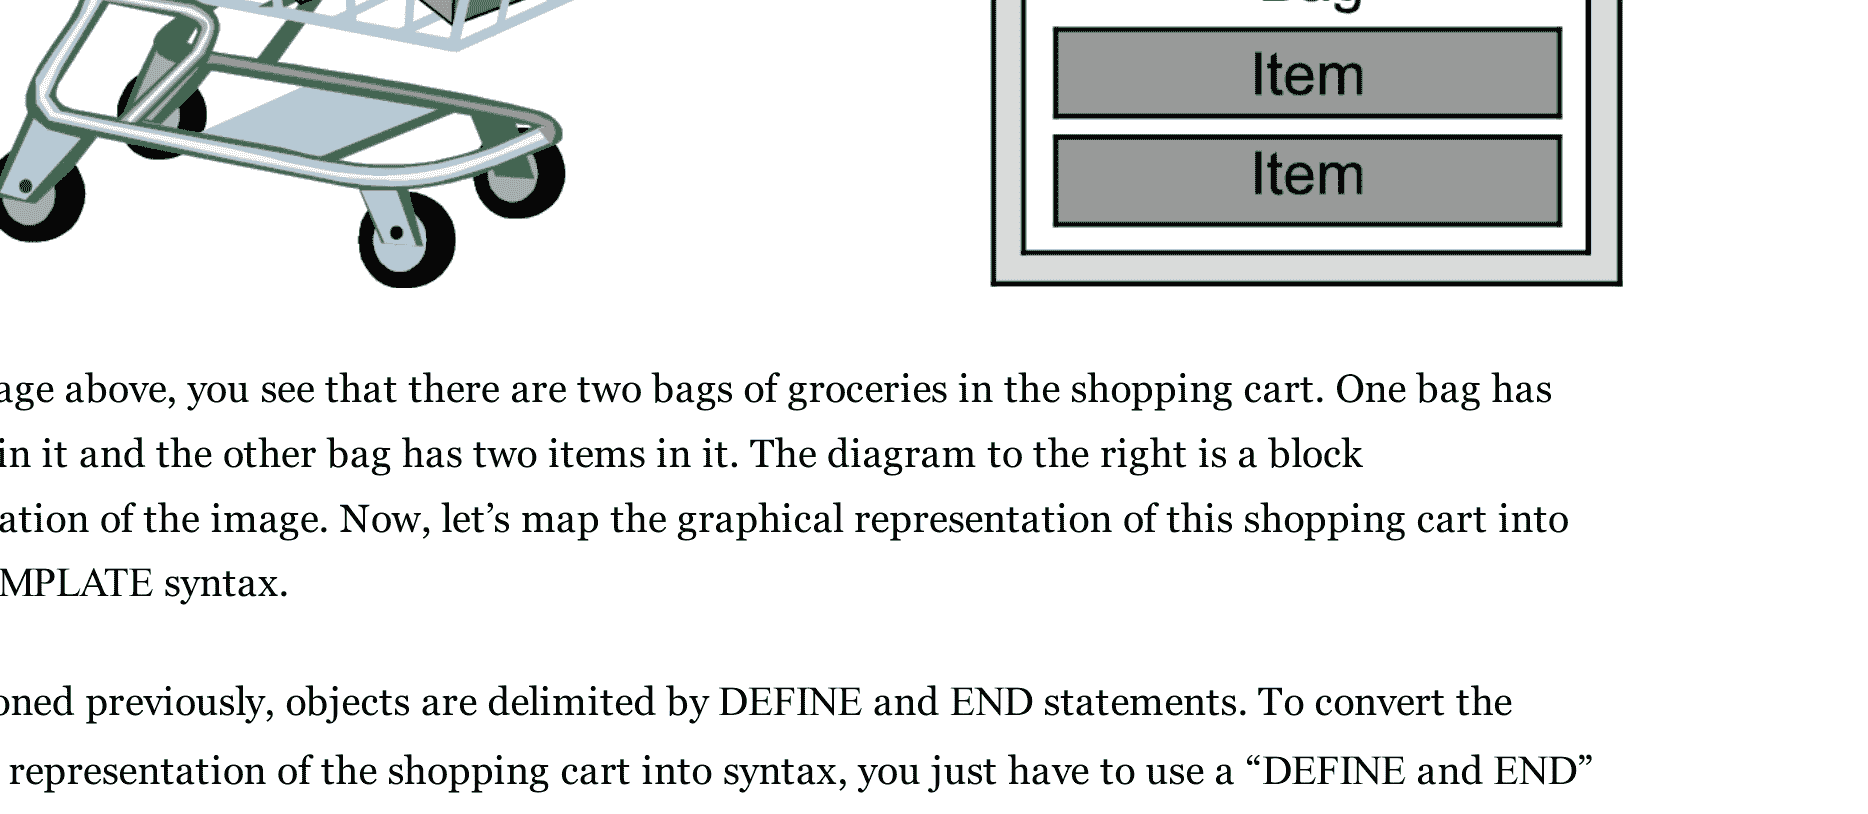 Bag
Item
Item
age above, you see that there are two bags of groceries in the shopping cart. One bag has
in it and the other bag has two items in it. The diagram to the right is a block
ation of the image. Now, let’s map the graphical representation of this shopping cart into
MPLATE syntax.
oned previously, objects are delimited by DEFINE and END statements. To convert the
representation of the shopping cart into syntax, you just have to use a “DEFINE and END”